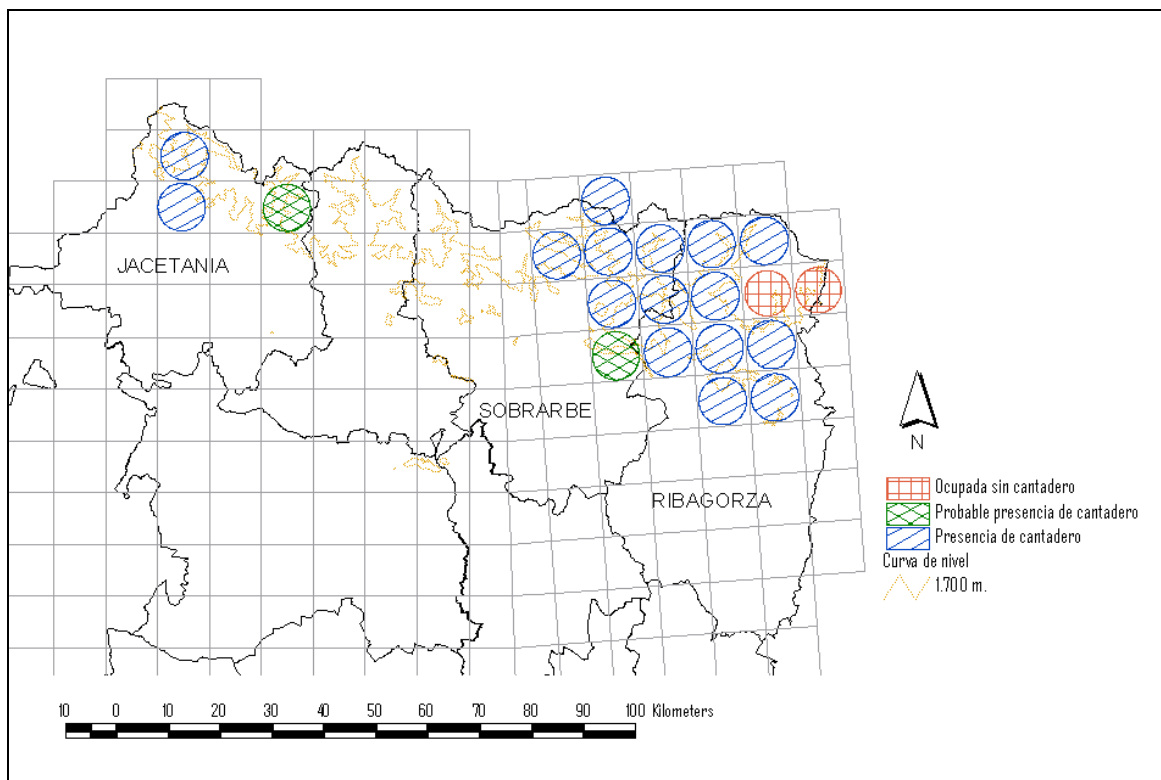 JACETANIA
SOBRARBE
N
RIBAGORZA
Ocupada sin cantadero
Probable presencia de cantadero
Presencia de cantadero
Curva de nivel
1.700 m.
10 0 10 20 30 40 50 60 70 80 90 100 Kilometers